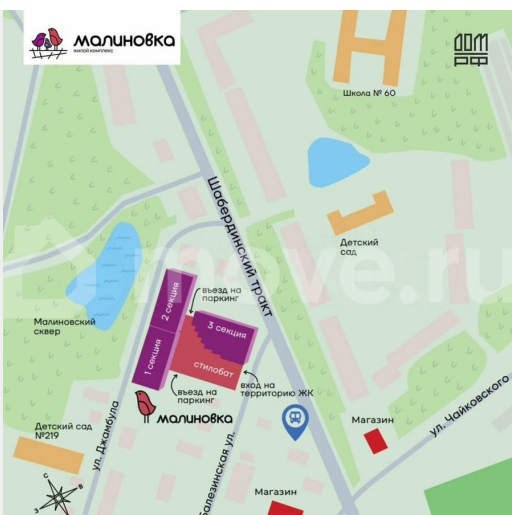 малиновка
жилой комплекс
ДОМ
РФ
Школа № 60
Шабердинский тракт
Детский
сад
move.ru
въезд на
паркинг
2 секция
3 секция
1 секция
стилобат
Малиновский
сквер
въезд на
паркинг
вход на
территорию ЖК
малиновка
Магазин
ул. Чайковского
Детский сад
№219
ул. Джамбула
Балезинская ул.
Магазин
С
В
З